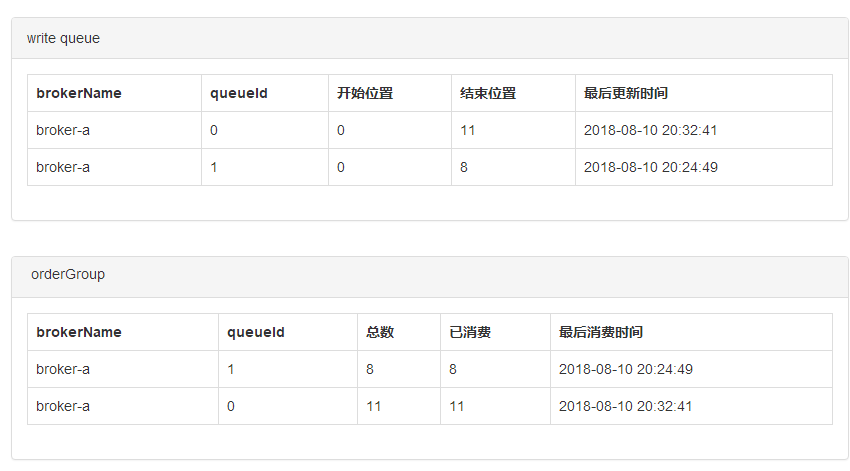 write queue
brokerName queueId 开始位置 结束位置 最后更新时间
broker-a 0 0 11 2018-08-10 20:32:41
broker-a 1 0 8 2018-08-10 20:24:49
orderGroup
brokerName queueId 总数 已消费 最后消费时间
broker-a 1 8 8 2018-08-10 20:24:49
broker-a 0 11 11 2018-08-10 20:32:41